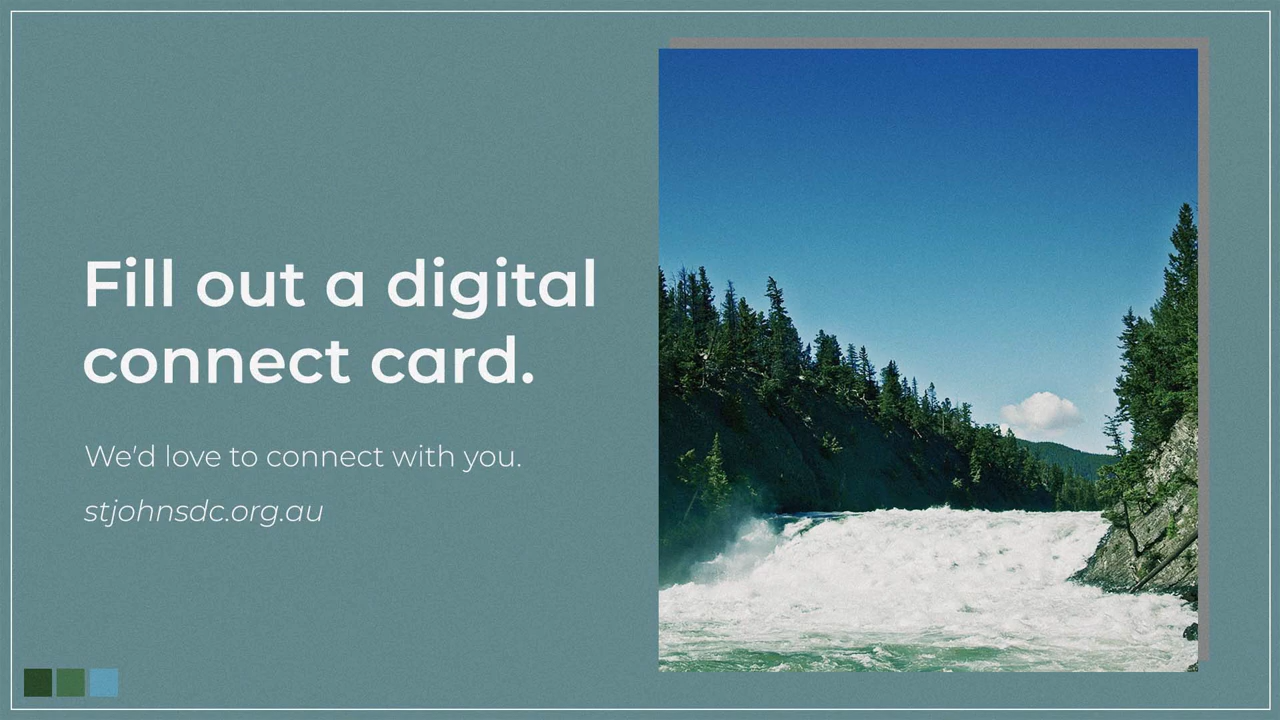 Fill out a digital
connect card.
We'd love to connect with you.
stjohnsdc.org.au